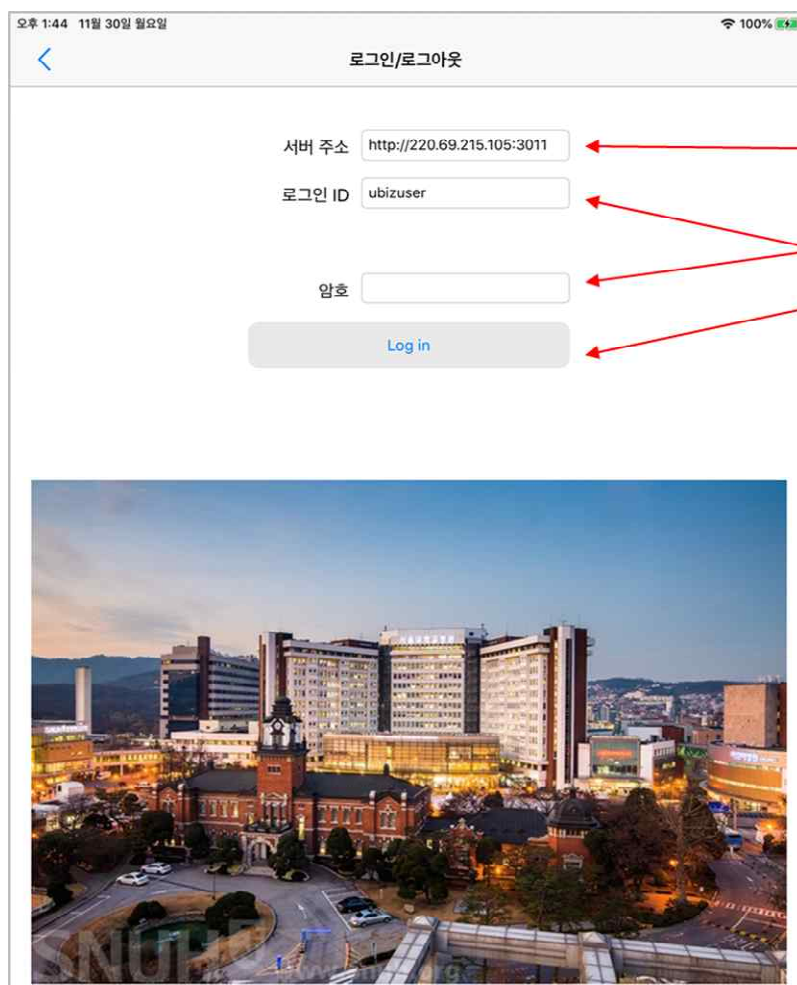 오후 1:44 11월 30일 월요일
100%
로그인/로그아웃
서버 주소 http://220.69.215.105:3011
로그인 ID ubizuser
암호
Log in
SNUH